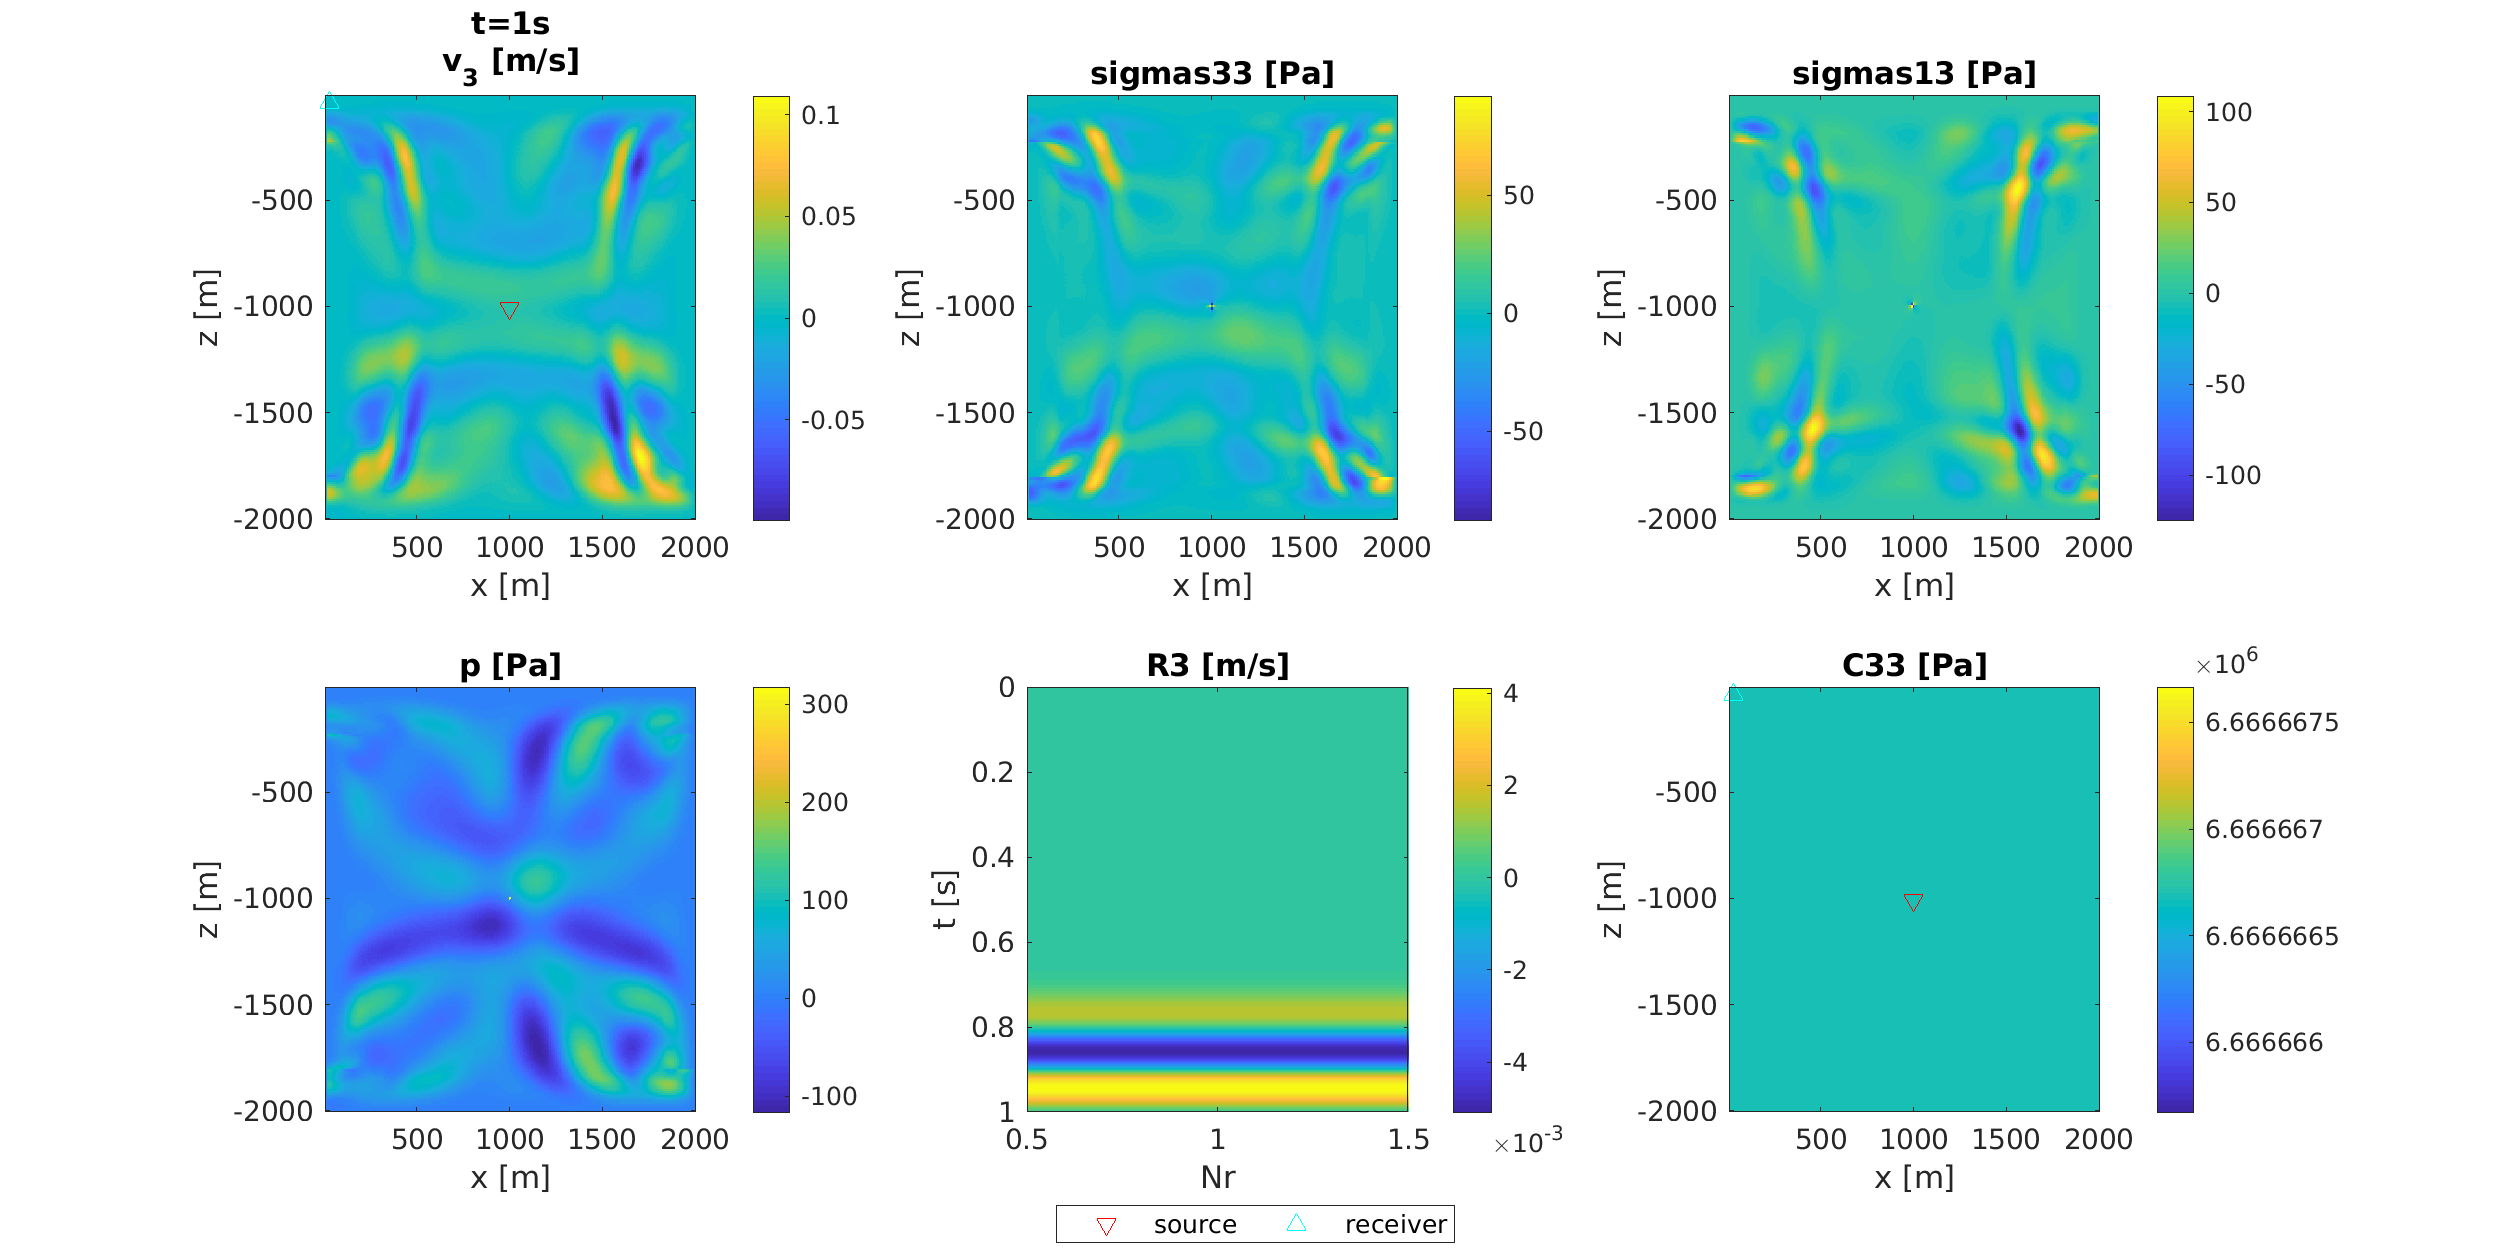 t=1s
v3 [m/s]
-500
-1000
-1500
-2000
z [m]
500 1000 1500 2000
x [m]
0.1
0.05
0
-0.05
sigmas33 [Pa]
-500
-1000
-1500
-2000
z [m]
500 1000 1500 2000
x [m]
50
0
-50
sigmas13 [Pa]
-500
-1000
-1500
-2000
z [m]
500 1000 1500 2000
x [m]
100
50
0
-50
-100
p [Pa]
-500
-1000
-1500
-2000
z [m]
500 1000 1500 2000
x [m]
300
200
100
0
-100
R3 [m/s]
0
0.2
0.4
0.6
0.8
1
t [s]
0.5 1 1.5
Nr
4
2
0
-2
-4
×10-3
C33 [Pa]
-500
-1000
-1500
-2000
z [m]
500 1000 1500 2000
x [m]
×106
6.6666675
6.666667
6.6666665
6.666666
source receiver